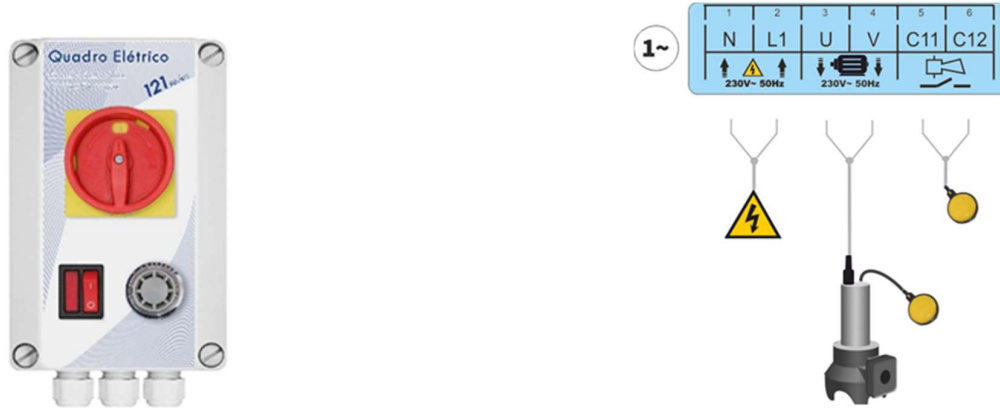 Quadro Elétrico
121
1~
1 2 3 4 5 6
N L1 U V C11 C12
230V~ 50Hz 230V~ 50Hz